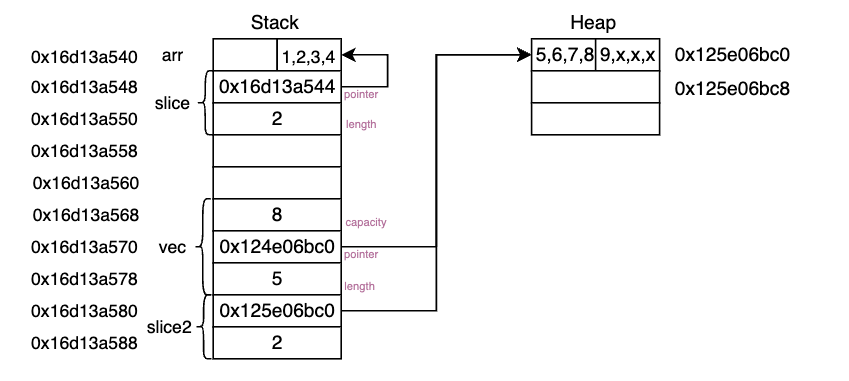 Stack Heap
0x16d13a540 arr 1,2,3,4 5,6,7,8 9,x,x,x 0x125e06bc0
0x16d13a548 0x16d13a544 pointer 0x125e06bc8
slice
0x16d13a550 2 length
0x16d13a558
0x16d13a560
0x16d13a568 8 capacity
0x16d13a570 vec 0x124e06bc0 pointer
0x16d13a578 5 length
0x16d13a580 0x125e06bc0
slice2
0x16d13a588 2